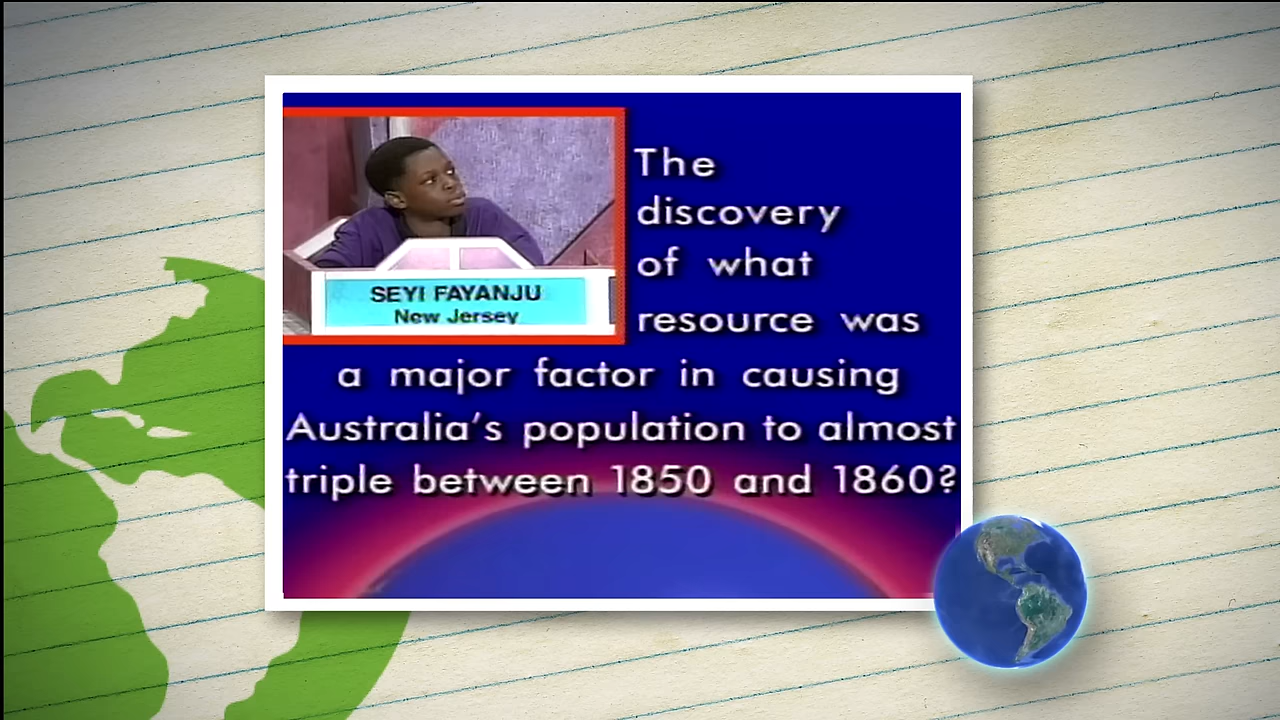 SEYI FAYANJU
New Jersey
The
discovery
of what
resource was
a major factor in causing
Australia's population to almost
triple between 1850 and 1860?